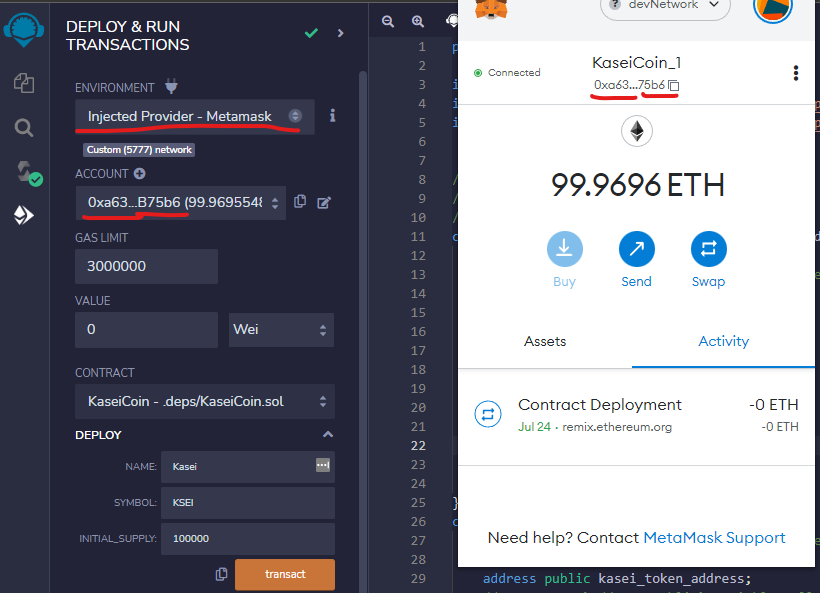 DEPLOY & RUN
TRANSACTIONS
ENVIRONMENT
Injected Provider - Metamask
Custom (5777) network
ACCOUNT
0xa63...B75b6 (99.9695548
GAS LIMIT
3000000
VALUE
0
Wei
CONTRACT
KaseiCoin - .deps/KaseiCoin.sol
DEPLOY
NAME: Kasei
SYMBOL: KSEI
INITIAL_SUPPLY: 100000
transact
1
2
3
4
5
6
7
8
9
10
11
12
13
14
15
16
17
18
19
20
21
22
23
24
25
26
27
28
29
address public kasei_token_address;
devNetwork
Connected
KaseiCoin_1
0xa63...75b6
99.9696 ETH
Buy
Send
Swap
Assets
Activity
Contract Deployment
-0 ETH
Jul 24 · remix.ethereum.org
-0 ETH
Need help? Contact MetaMask Support